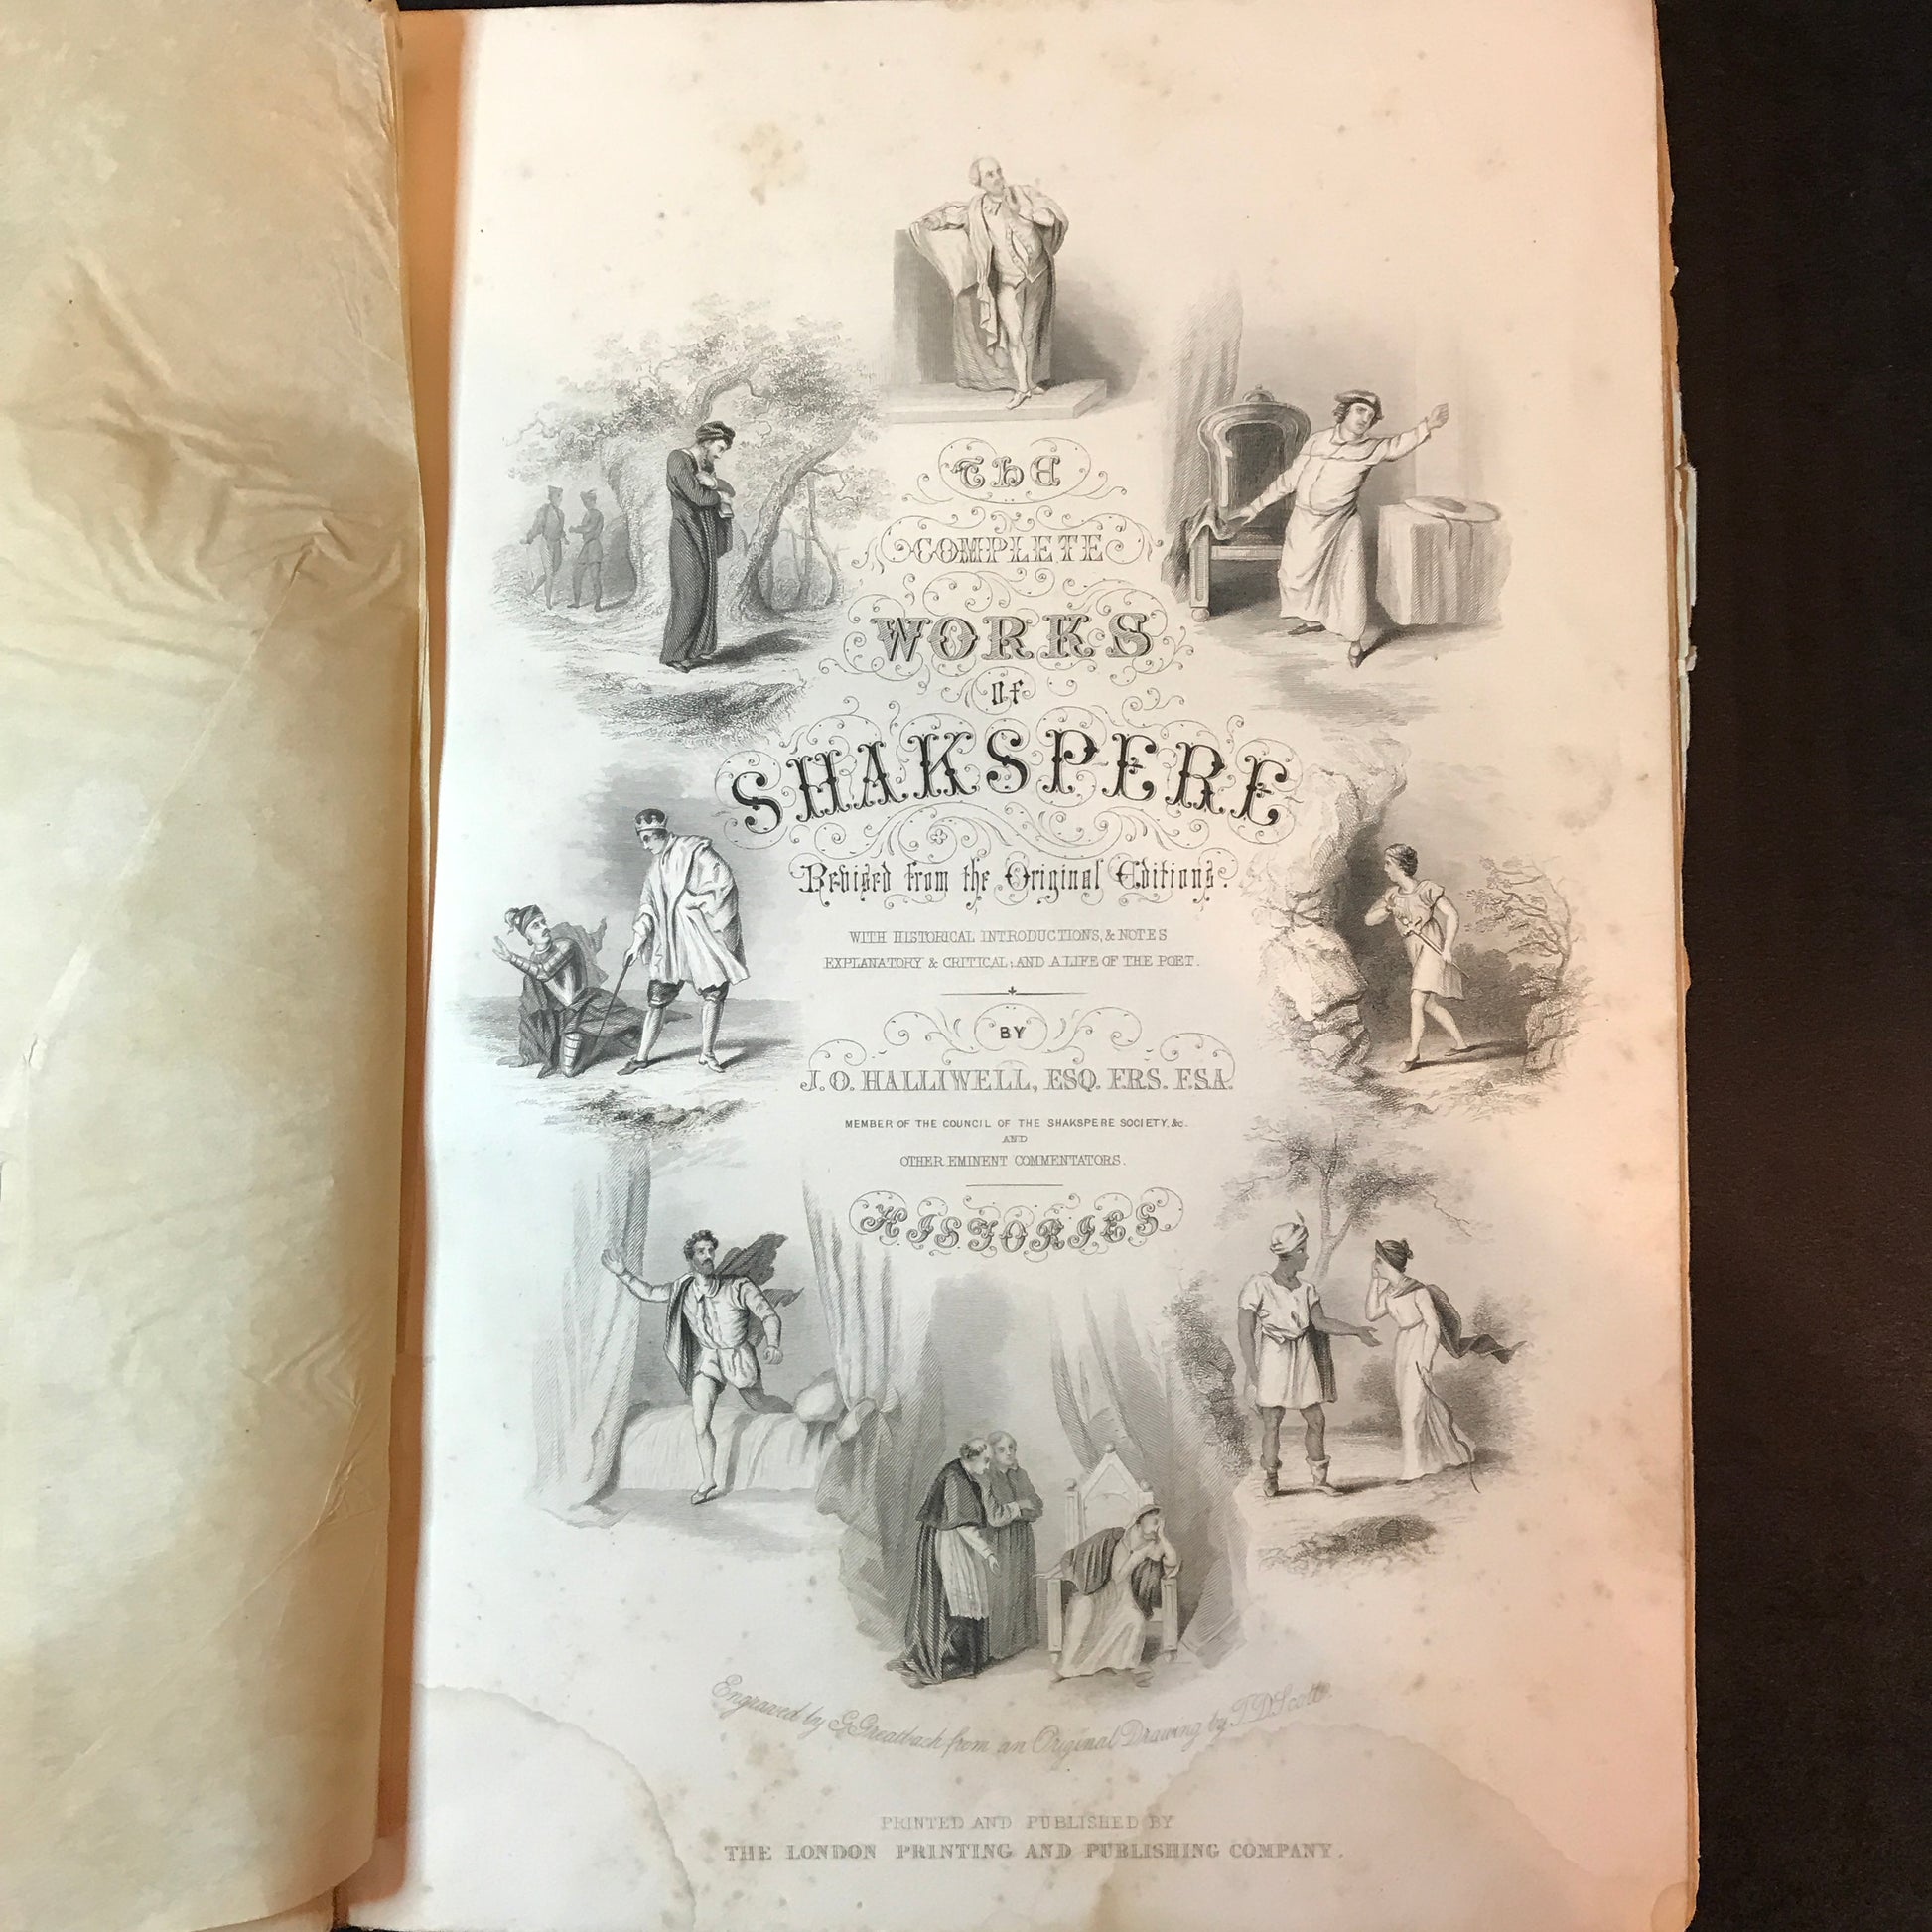 The
COMPLETE
WORKS
Of
SHAKSPERE
Revised from the Original Editions.
WITH HISTORICAL INTRODUCTIONS, & NOTES
EXPLANATORY & CRITICAL; AND A LIFE OF THE POET.
BY
J. O. HALLIWELL, ESQ. FRS. FSA.
MEMBER OF THE COUNCIL OF THE SHAKSPERE SOCIETY, &c.
AND
OTHER EMINENT COMMENTATORS.
HISTORIES
Engraved by G Greatbach from an Original Drawing by T D Scott.
PRINTED AND PUBLISHED BY
THE LONDON PRINTING AND PUBLISHING COMPANY.